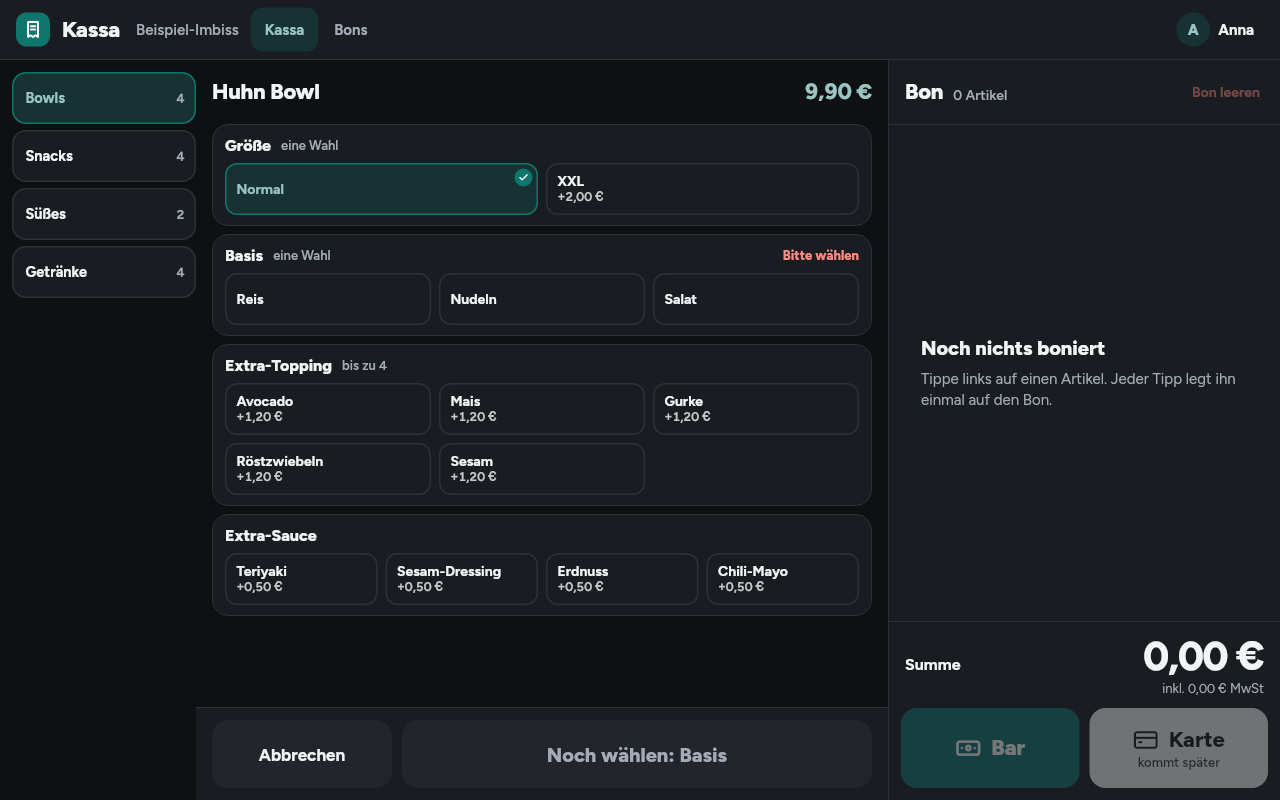 Kassa
Beispiel-Imbiss
Kassa
Bons
A
Anna
Bowls 4
Snacks 4
Süßes 2
Getränke 4
Huhn Bowl
9,90 €
Größe eine Wahl
Normal
XXL
+2,00 €
Basis eine Wahl
Bitte wählen
Reis
Nudeln
Salat
Extra-Topping bis zu 4
Avocado
+1,20 €
Mais
+1,20 €
Gurke
+1,20 €
Röstzwiebeln
+1,20 €
Sesam
+1,20 €
Extra-Sauce
Teriyaki
+0,50 €
Sesam-Dressing
+0,50 €
Erdnuss
+0,50 €
Chili-Mayo
+0,50 €
Abbrechen
Noch wählen: Basis
Bon 0 Artikel
Bon leeren
Noch nichts boniert
Tippe links auf einen Artikel. Jeder Tipp legt ihn
einmal auf den Bon.
Summe
0,00 €
inkl. 0,00 € MwSt
Bar
Karte
kommt später